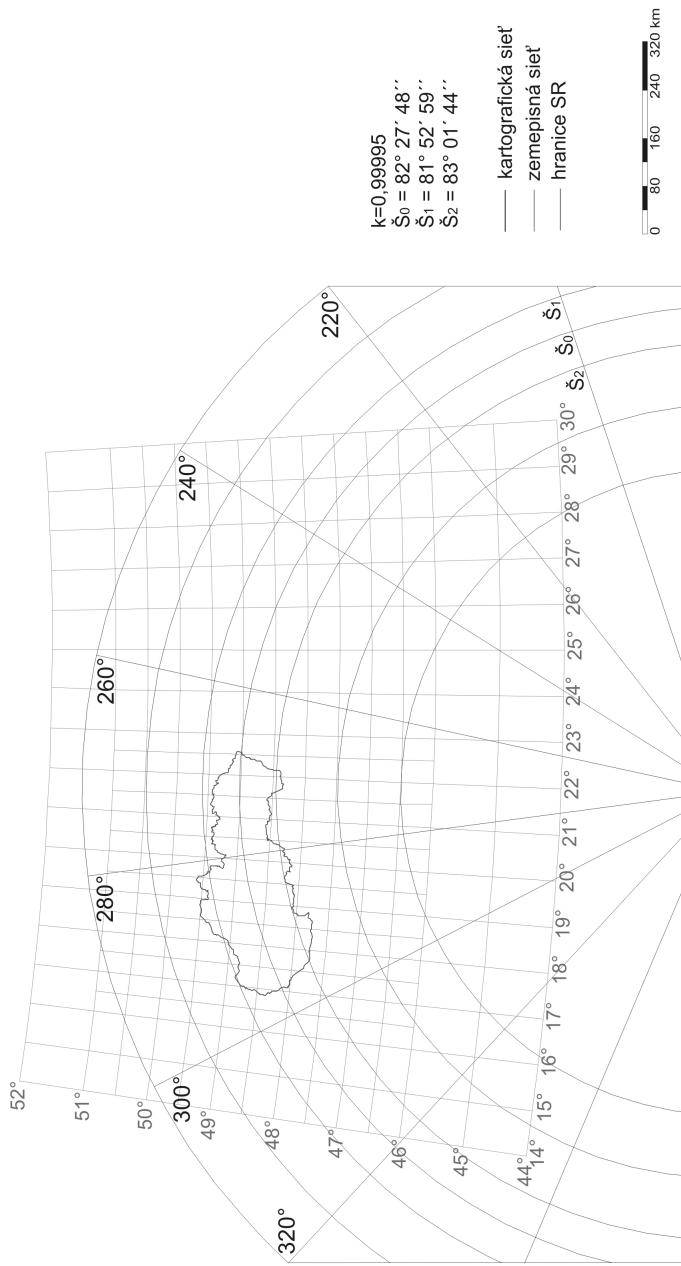 k=0,99995
Š0 = 82° 27´ 48´´
Š1 = 81° 52´ 59´´
Š2 = 83° 01´ 44´´
kartografická sieť
zemepisná sieť
hranice SR
0 80 160 240 320 km
220°
240°
260°
280°
300°
320°
Š1
Š0
Š2
52°
51°
50°
49°
48°
47°
46°
45°
44°
14°
15°
16°
17°
18°
19°
20°
21°
22°
23°
24°
25°
26°
27°
28°
29°
30°